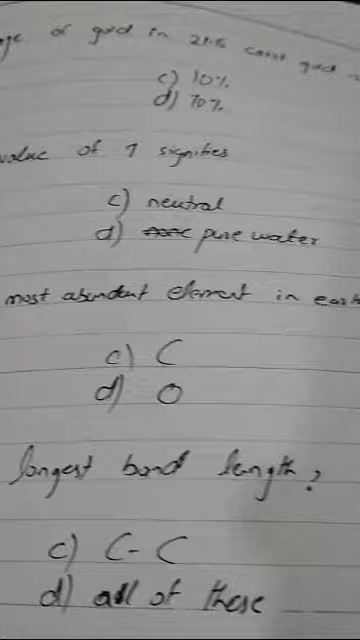 of gold in 21.6 carat gold
c) 10%
d) 70%
value of 7 signifies
c) neutral
d) pure water
most abundent element in earth
c) C
d) O
longest bond length?
c) C-C
d) all of these